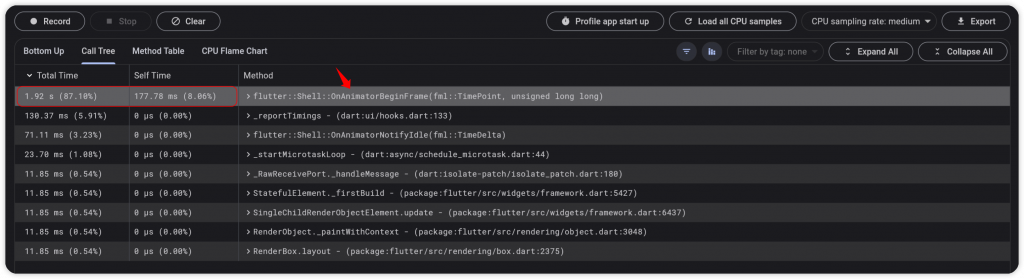 Record Stop Clear Profile app start up Load all CPU samples CPU sampling rate: medium Export
Bottom Up Call Tree Method Table CPU Flame Chart Filter by tag: none Expand All Collapse All
Total Time Self Time Method
1.92 s (87.10%) 177.78 ms (8.06%) flutter::Shell::OnAnimatorBeginFrame(fml::TimePoint, unsigned long long)
130.37 ms (5.91%) 0 μs (0.00%) _reportTimings - (dart:ui/hooks.dart:133)
71.11 ms (3.23%) 0 μs (0.00%) flutter::Shell::OnAnimatorNotifyIdle(fml::TimeDelta)
23.70 ms (1.08%) 0 μs (0.00%) _startMicrotaskLoop - (dart:async/schedule_microtask.dart:44)
11.85 ms (0.54%) 0 μs (0.00%) _RawReceivePort._handleMessage - (dart:isolate-patch/isolate_patch.dart:180)
11.85 ms (0.54%) 0 μs (0.00%) StatefulElement._firstBuild - (package:flutter/src/widgets/framework.dart:5427)
11.85 ms (0.54%) 0 μs (0.00%) SingleChildRenderObjectElement.update - (package:flutter/src/widgets/framework.dart:6437)
11.85 ms (0.54%) 0 μs (0.00%) RenderObject._paintWithContext - (package:flutter/src/rendering/object.dart:3048)
11.85 ms (0.54%) 0 μs (0.00%) RenderBox.layout - (package:flutter/src/rendering/box.dart:2375)